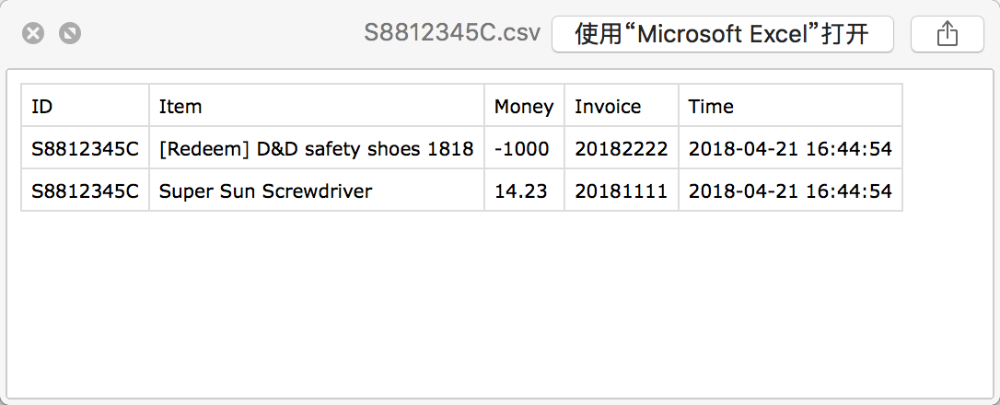 S8812345C.csv 使用“Microsoft Excel”打开
ID Item Money Invoice Time
S8812345C [Redeem] D&D safety shoes 1818 -1000 20182222 2018-04-21 16:44:54
S8812345C Super Sun Screwdriver 14.23 20181111 2018-04-21 16:44:54